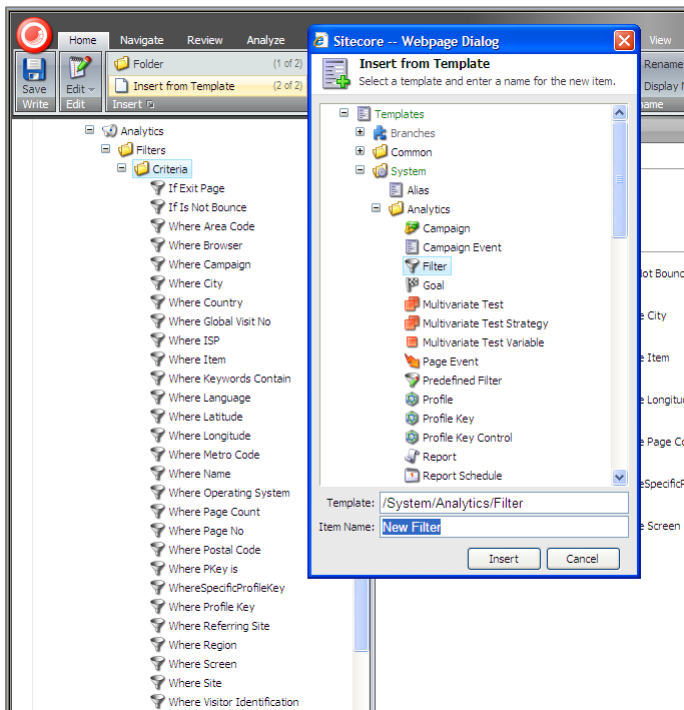 Home Navigate Review Analyze
View
Save
Write
Edit
Edit
Folder (1 of 2)
Insert from Template (2 of 2)
Insert
Rename
Display
Analytics
Filters
Criteria
If Exit Page
If Is Not Bounce
Where Area Code
Where Browser
Where Campaign
Where City
Where Country
Where Global Visit No
Where ISP
Where Item
Where Keywords Contain
Where Language
Where Latitude
Where Longitude
Where Metro Code
Where Name
Where Operating System
Where Page Count
Where Page No
Where Postal Code
Where PKey is
WhereSpecificProfileKey
Where Profile Key
Where Referring Site
Where Region
Where Screen
Where Site
Where Visitor Identification
Sitecore -- Webpage Dialog
Insert from Template
Select a template and enter a name for the new item.
Templates
Branches
Common
System
Alias
Analytics
Campaign
Campaign Event
Filter
Goal
Multivariate Test
Multivariate Test Strategy
Multivariate Test Variable
Page Event
Predefined Filter
Profile
Profile Key
Profile Key Control
Report
Report Schedule
Template: /System/Analytics/Filter
Item Name: New Filter
Insert Cancel
City
Item
Page
Screen